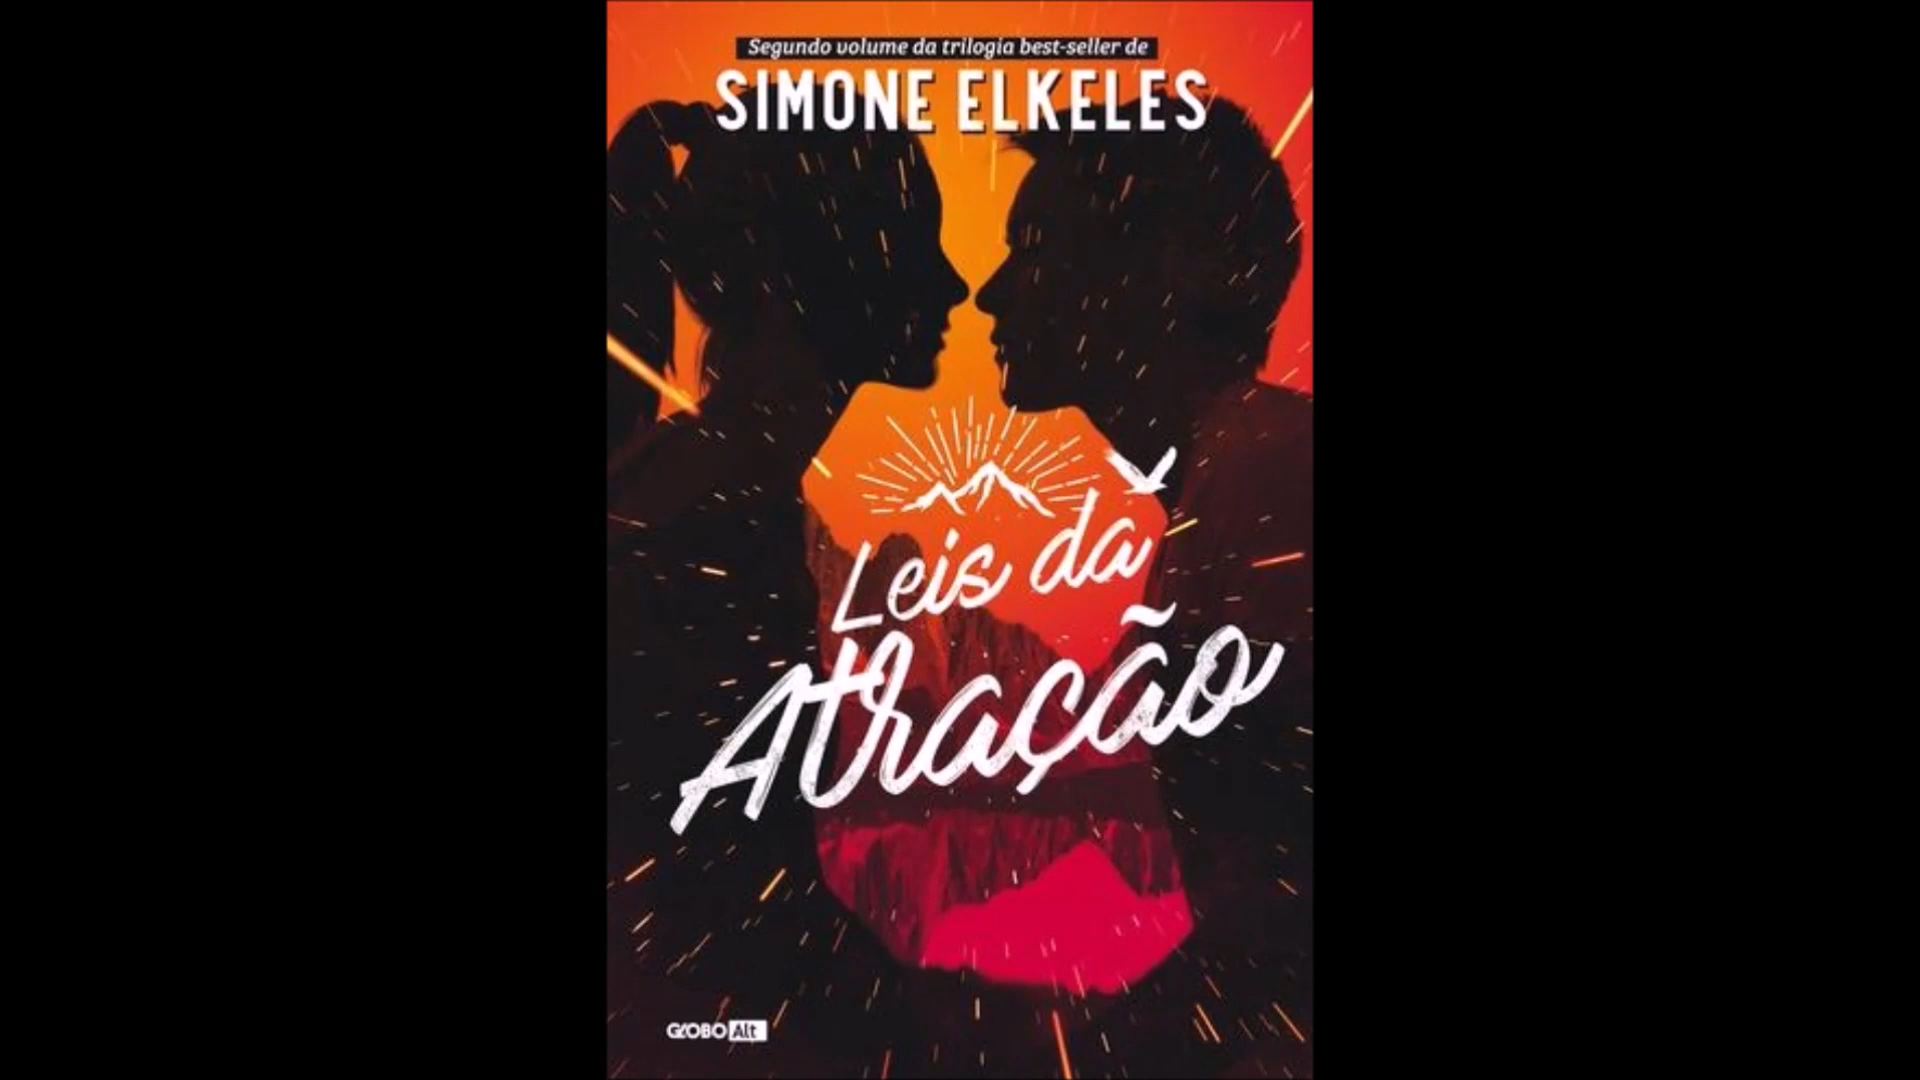 Segundo volume da trilogia best-seller de
SIMONE ELKELES
Leis da
Atração
GLOBO Alt